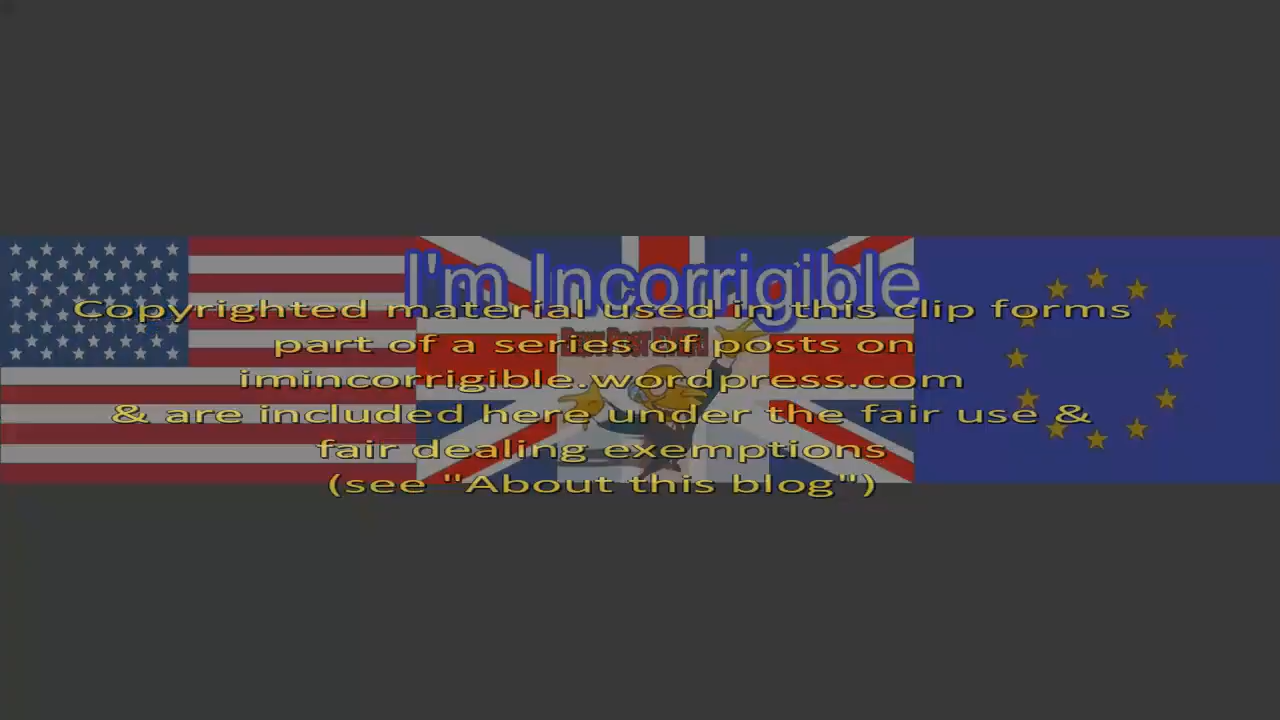 I'm Incorrigible
Copyrighted material used in this clip forms
part of a series of posts on
imincorrigible.wordpress.com
& are included here under the fair use &
fair dealing exemptions
(see "About this blog")